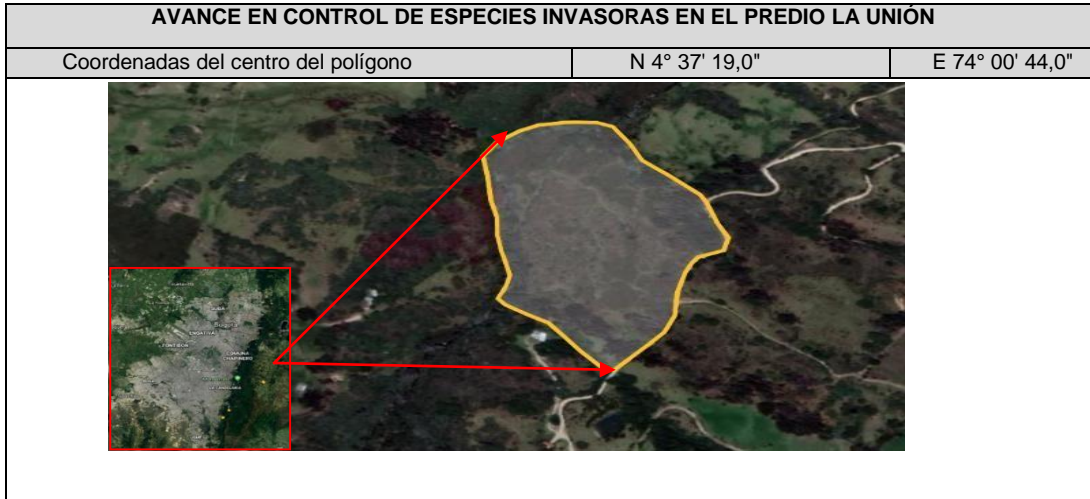 AVANCE EN CONTROL DE ESPECIES INVASORAS EN EL PREDIO LA UNIÓN
Coordenadas del centro del polígono N 4° 37' 19,0" E 74° 00' 44,0"